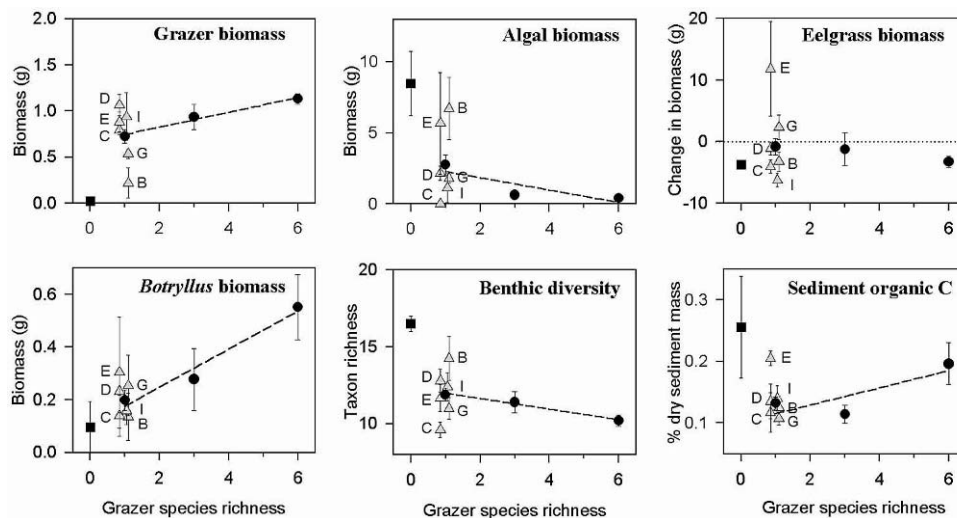 Grazer biomass
Biomass (g)
2.0
1.5
1.0
0.5
0.0
D
E
C
I
G
B
0 2 4 6
Algal biomass
Biomass (g)
10
5
0
E
B
D
C
G
I
0 2 4 6
Eelgrass biomass
Change in biomass (g)
20
10
0
-10
E
G
D
B
C
I
0 2 4 6
Botryllus biomass
Biomass (g)
0.6
0.4
0.2
0.0
E
D
G
C
I
B
0 2 4 6
Grazer species richness
Benthic diversity
Taxon richness
20
15
10
B
D
I
E
G
C
0 2 4 6
Grazer species richness
Sediment organic C
% dry sediment mass
0.3
0.2
0.1
E
D
I
B
C
G
0 2 4 6
Grazer species richness